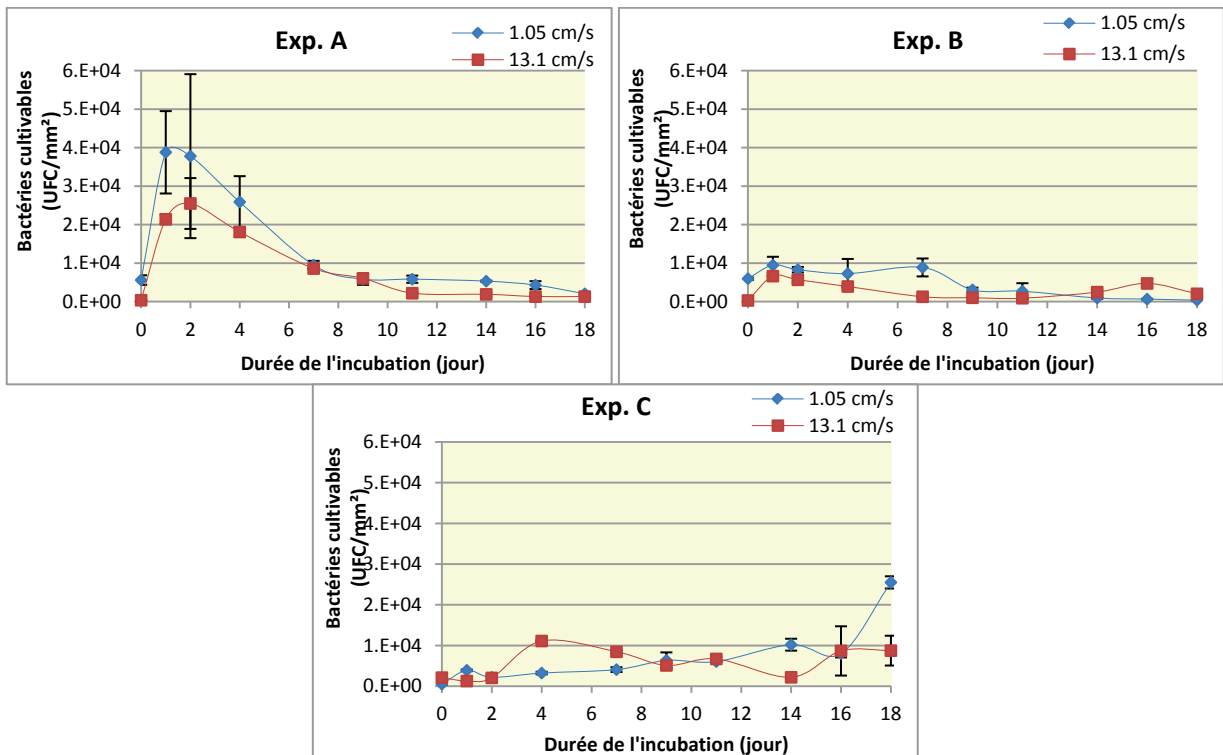 Exp. A
1.05 cm/s
13.1 cm/s
Bactéries cultivables
(UFC/mm²)
6.E+04
5.E+04
4.E+04
3.E+04
2.E+04
1.E+04
0.E+00
0 2 4 6 8 10 12 14 16 18
Durée de l'incubation (jour)
Exp. B
1.05 cm/s
13.1 cm/s
Bactéries cultivables
(UFC/mm²)
6.E+04
5.E+04
4.E+04
3.E+04
2.E+04
1.E+04
0.E+00
0 2 4 6 8 10 12 14 16 18
Durée de l'incubation (jour)
Exp. C
1.05 cm/s
13.1 cm/s
Bactéries cultivables
(UFC/mm²)
6.E+04
5.E+04
4.E+04
3.E+04
2.E+04
1.E+04
0.E+00
0 2 4 6 8 10 12 14 16 18
Durée de l'incubation (jour)